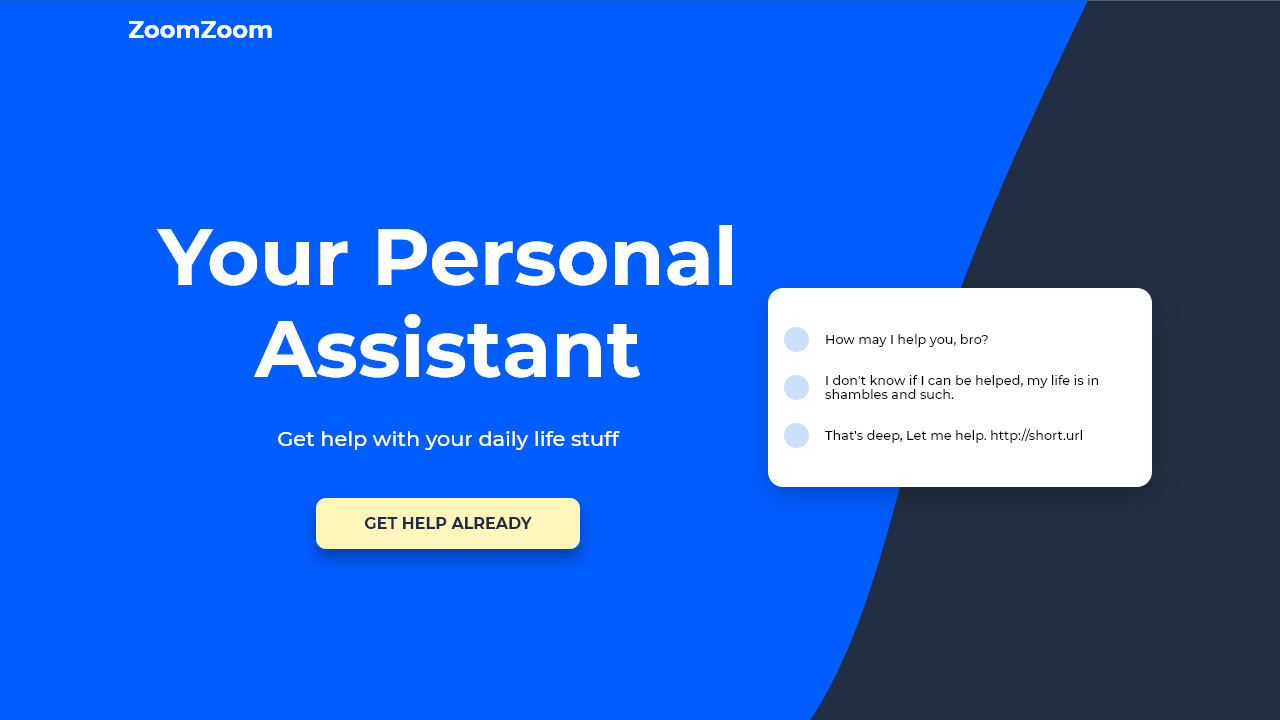 ZoomZoom
Your Personal
Assistant
Get help with your daily life stuff
GET HELP ALREADY
How may I help you, bro?
I don't know if I can be helped, my life is in
shambles and such.
That's deep, Let me help. http://short.url